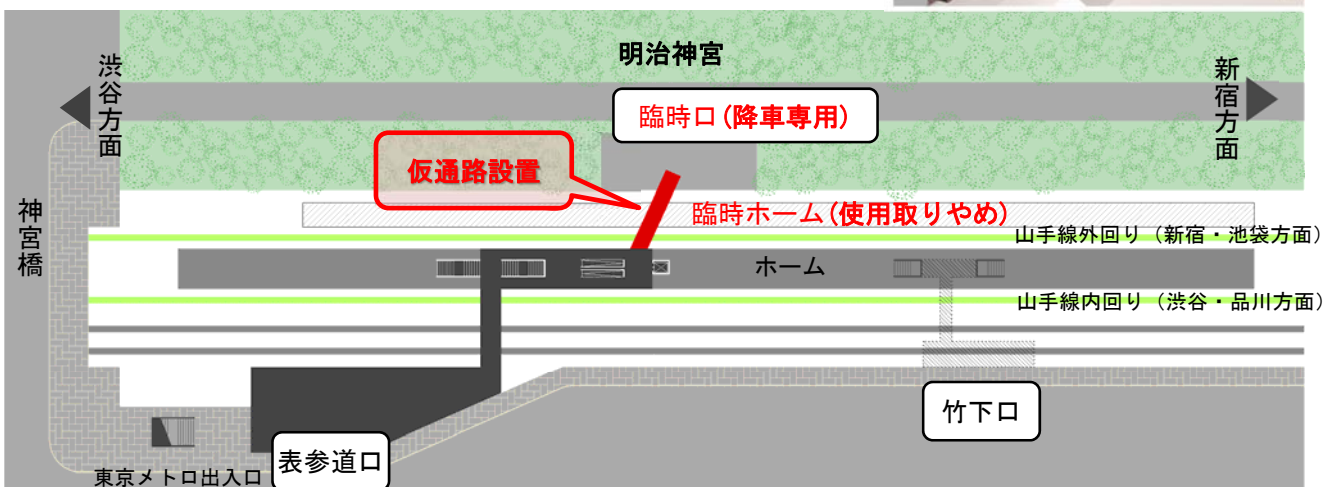 明治神宮
渋谷方面
新宿方面
臨時口(降車専用)
仮通路設置
臨時ホーム(使用取りやめ)
神宮橋
山手線外回り（新宿・池袋方面）
ホーム
山手線内回り（渋谷・品川方面）
竹下口
表参道口
東京メトロ出入口